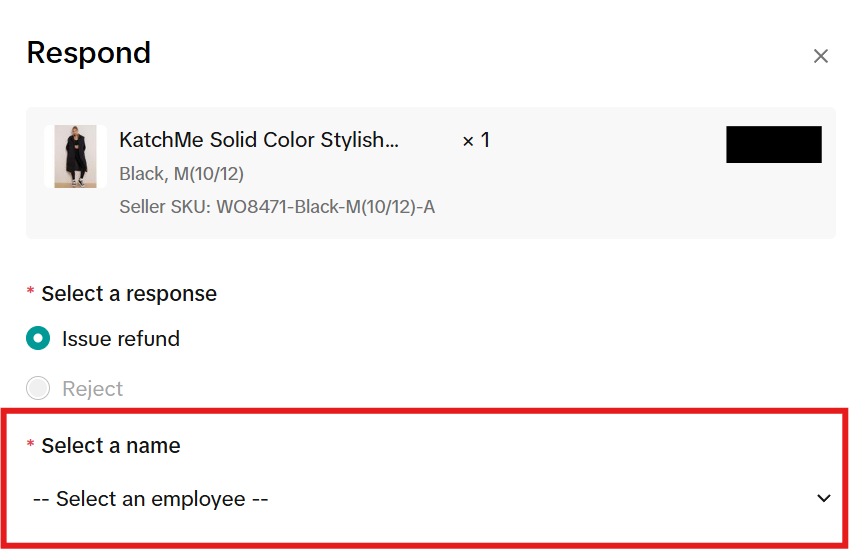 Respond
KatchMe Solid Color Stylish... × 1
Black, M(10/12)
Seller SKU: WO8471-Black-M(10/12)-A
* Select a response
Issue refund
Reject
* Select a name
-- Select an employee --